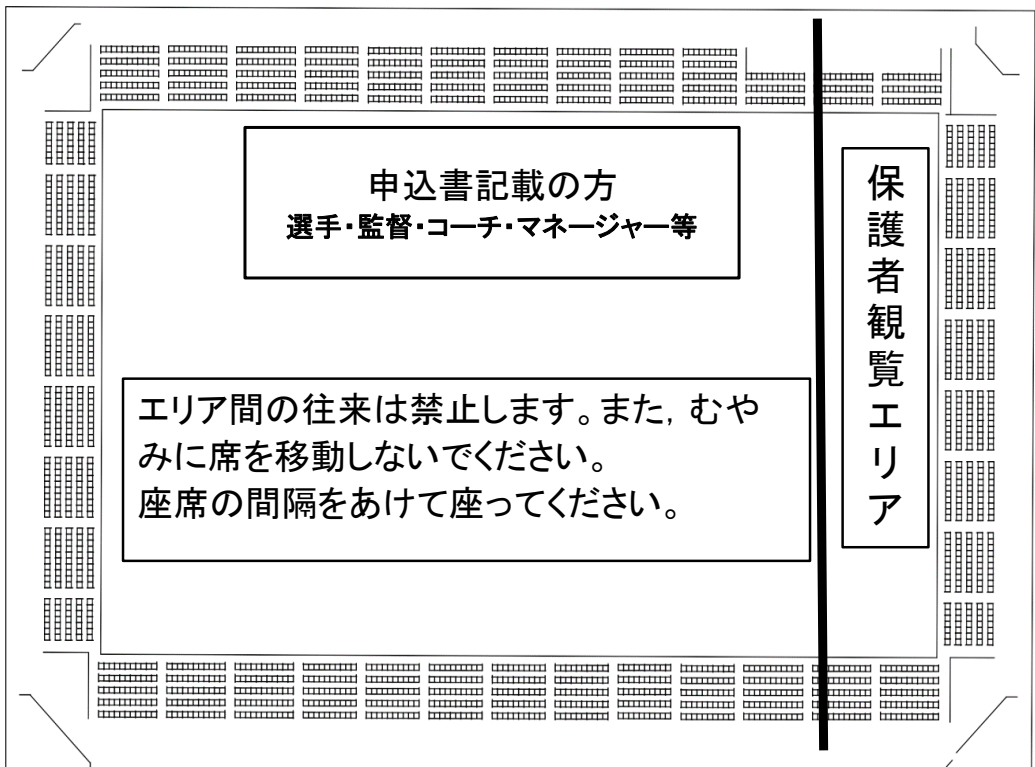 申込書記載の方
選手・監督・コーチ・マネージャー等
保護者観覧エリア
エリア間の往来は禁止します。また，むや
みに席を移動しないでください。
座席の間隔をあけて座ってください。